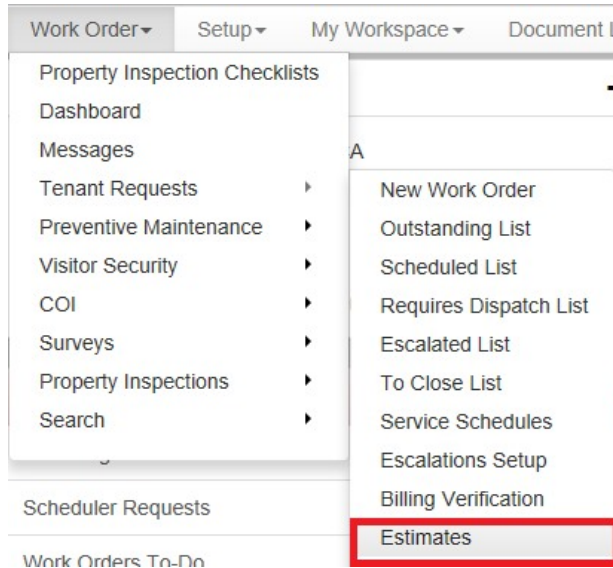 Work Order Setup My Workspace Document
Property Inspection Checklists
Dashboard
Messages
Tenant Requests
Preventive Maintenance
Visitor Security
COI
Surveys
Property Inspections
Search
A
New Work Order
Outstanding List
Scheduled List
Requires Dispatch List
Escalated List
To Close List
Service Schedules
Escalations Setup
Billing Verification
Estimates
Scheduler Requests
Work Orders To-Do